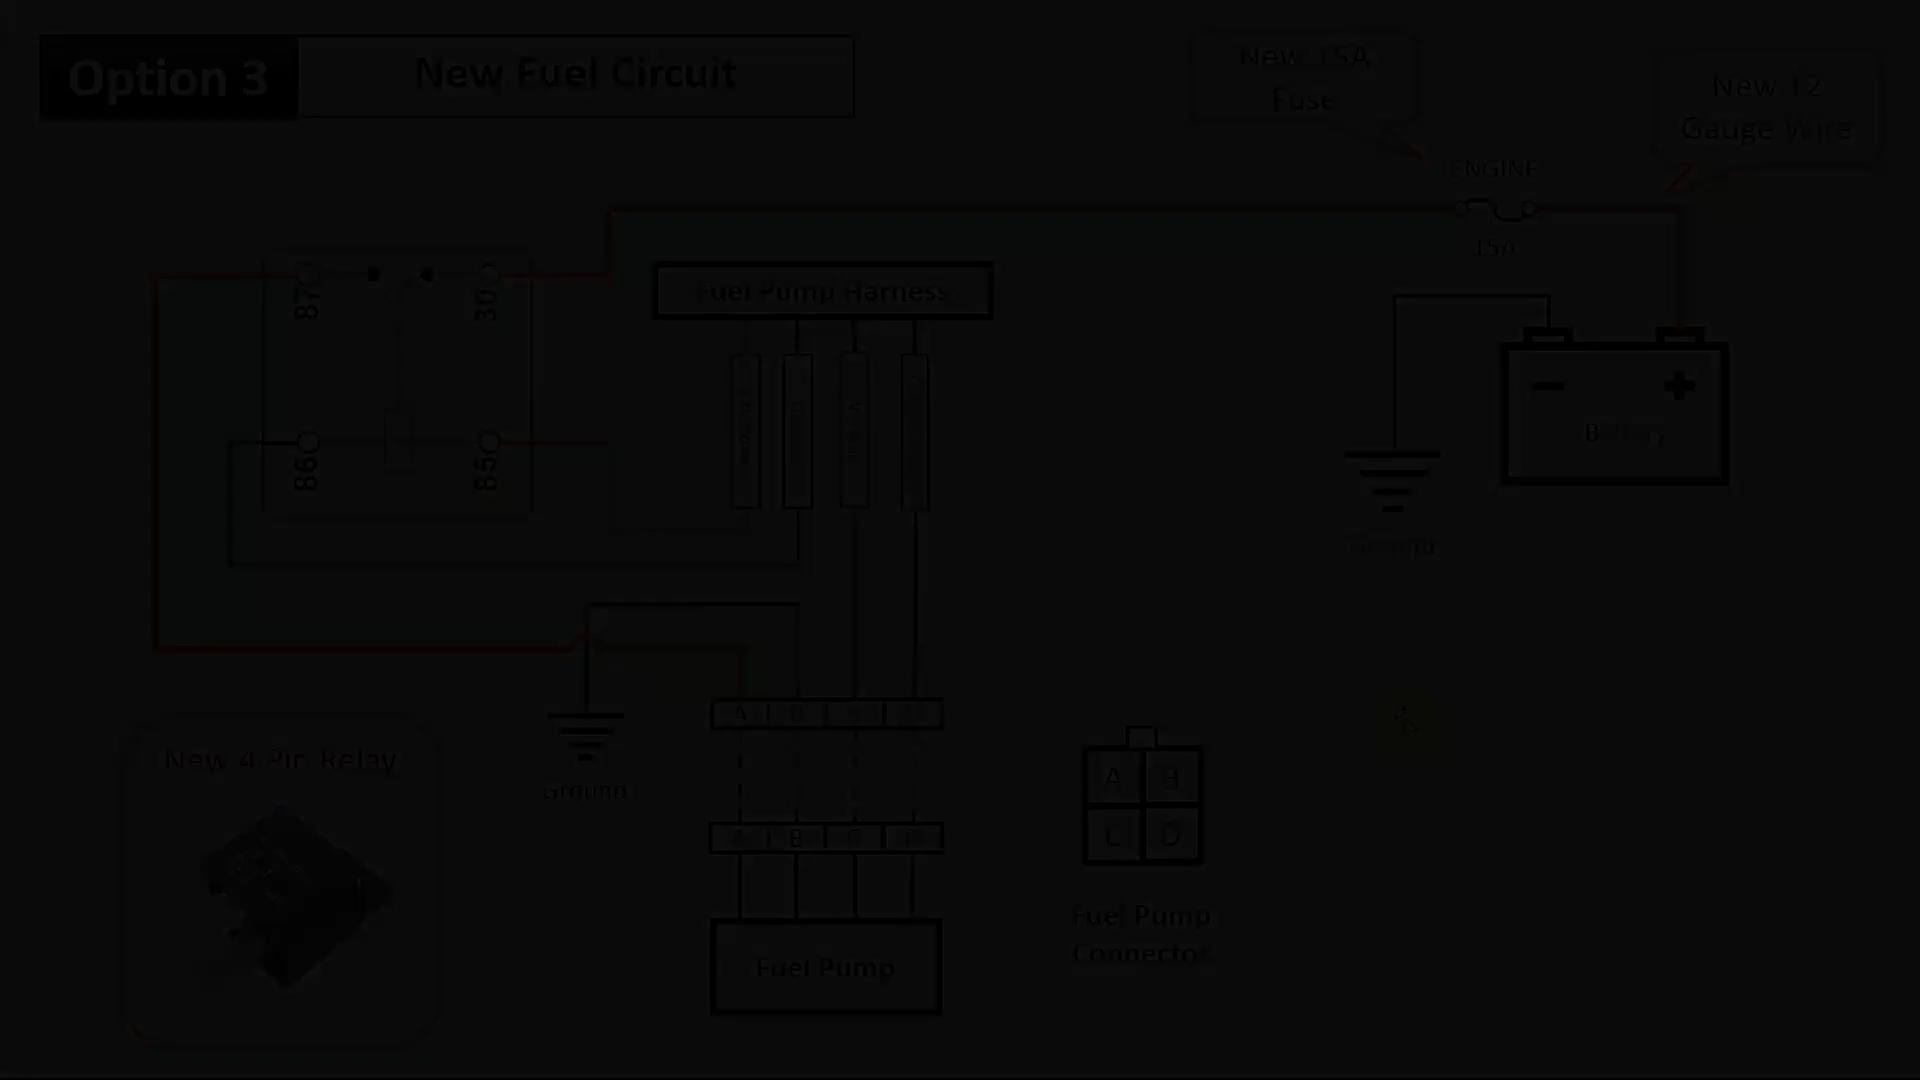 Option 3
New Fuel Circuit
New 15A
Fuse
New 12
Gauge Wire
ENGINE
15A
87
30
Fuel Pump Harness
86
85
Battery
Ground
A
New 4 Pin Relay
Ground
B
A B
C D
Fuel Pump
Connector
Fuel Pump